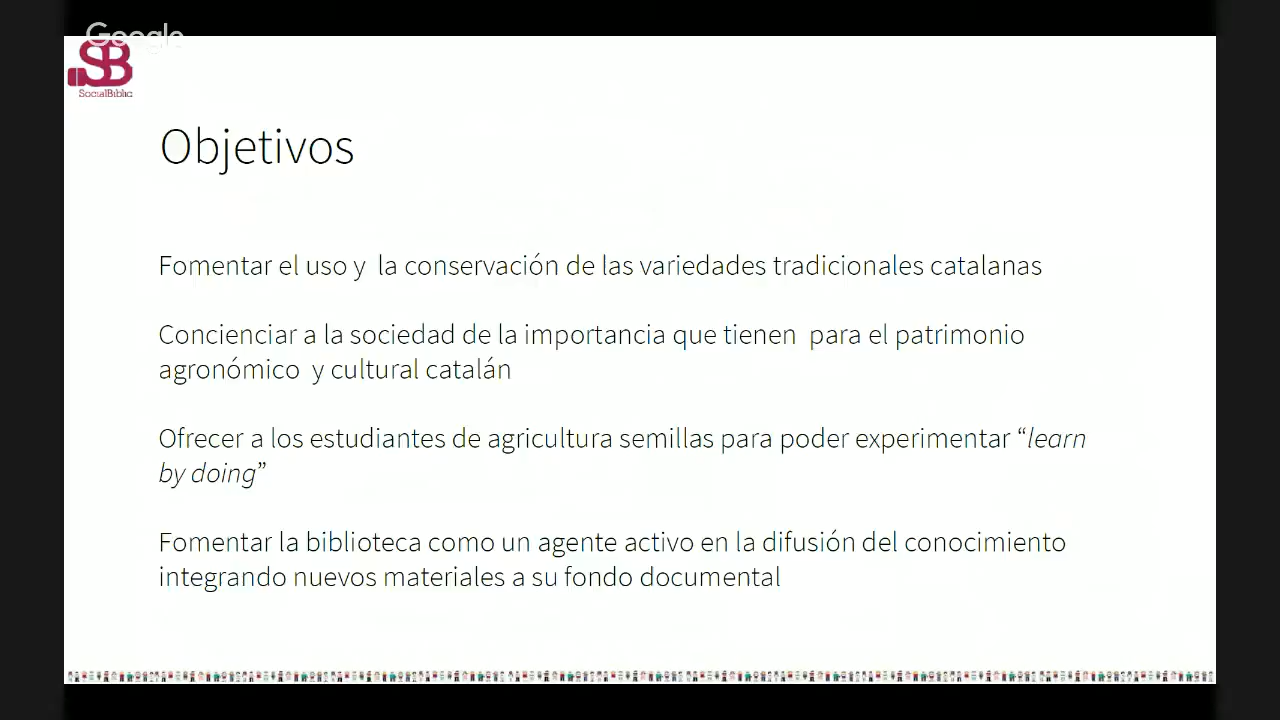 Google
SB
SocialBiblio
Objetivos
Fomentar el uso y  la conservación de las variedades tradicionales catalanas
Concienciar a la sociedad de la importancia que tienen  para el patrimonio
agronómico  y cultural catalán
Ofrecer a los estudiantes de agricultura semillas para poder experimentar “learn
by doing”
Fomentar la biblioteca como un agente activo en la difusión del conocimiento
integrando nuevos materiales a su fondo documental